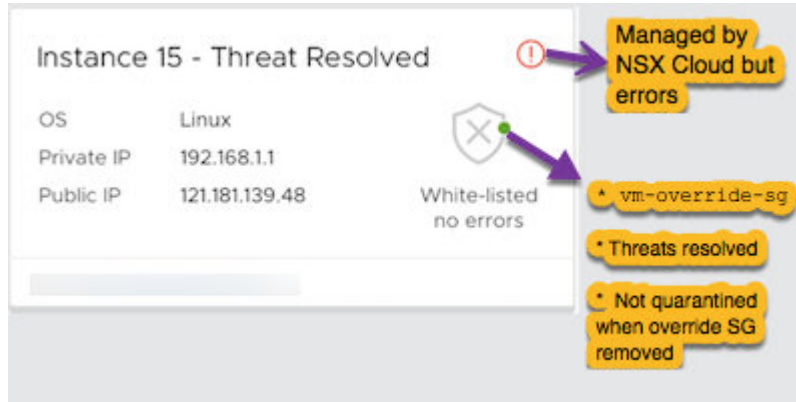 Instance 15 - Threat Resolved
OS Linux
Private IP 192.168.1.1
Public IP 121.181.139.48
White-listed
no errors
Managed by
NSX Cloud but
errors
* vm-override-sg
* Threats resolved
* Not quarantined
when override SG
removed